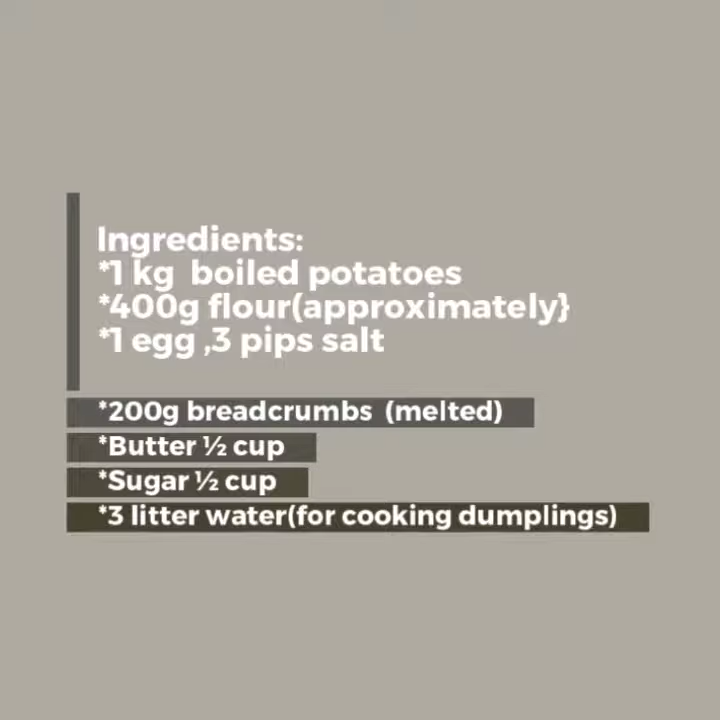 Ingredients:
*1 kg boiled potatoes
*400g flour(approximately}
*1 egg ,3 pips salt
*200g breadcrumbs (melted)
*Butter ½ cup
*Sugar ½ cup
*3 litter water(for cooking dumplings)